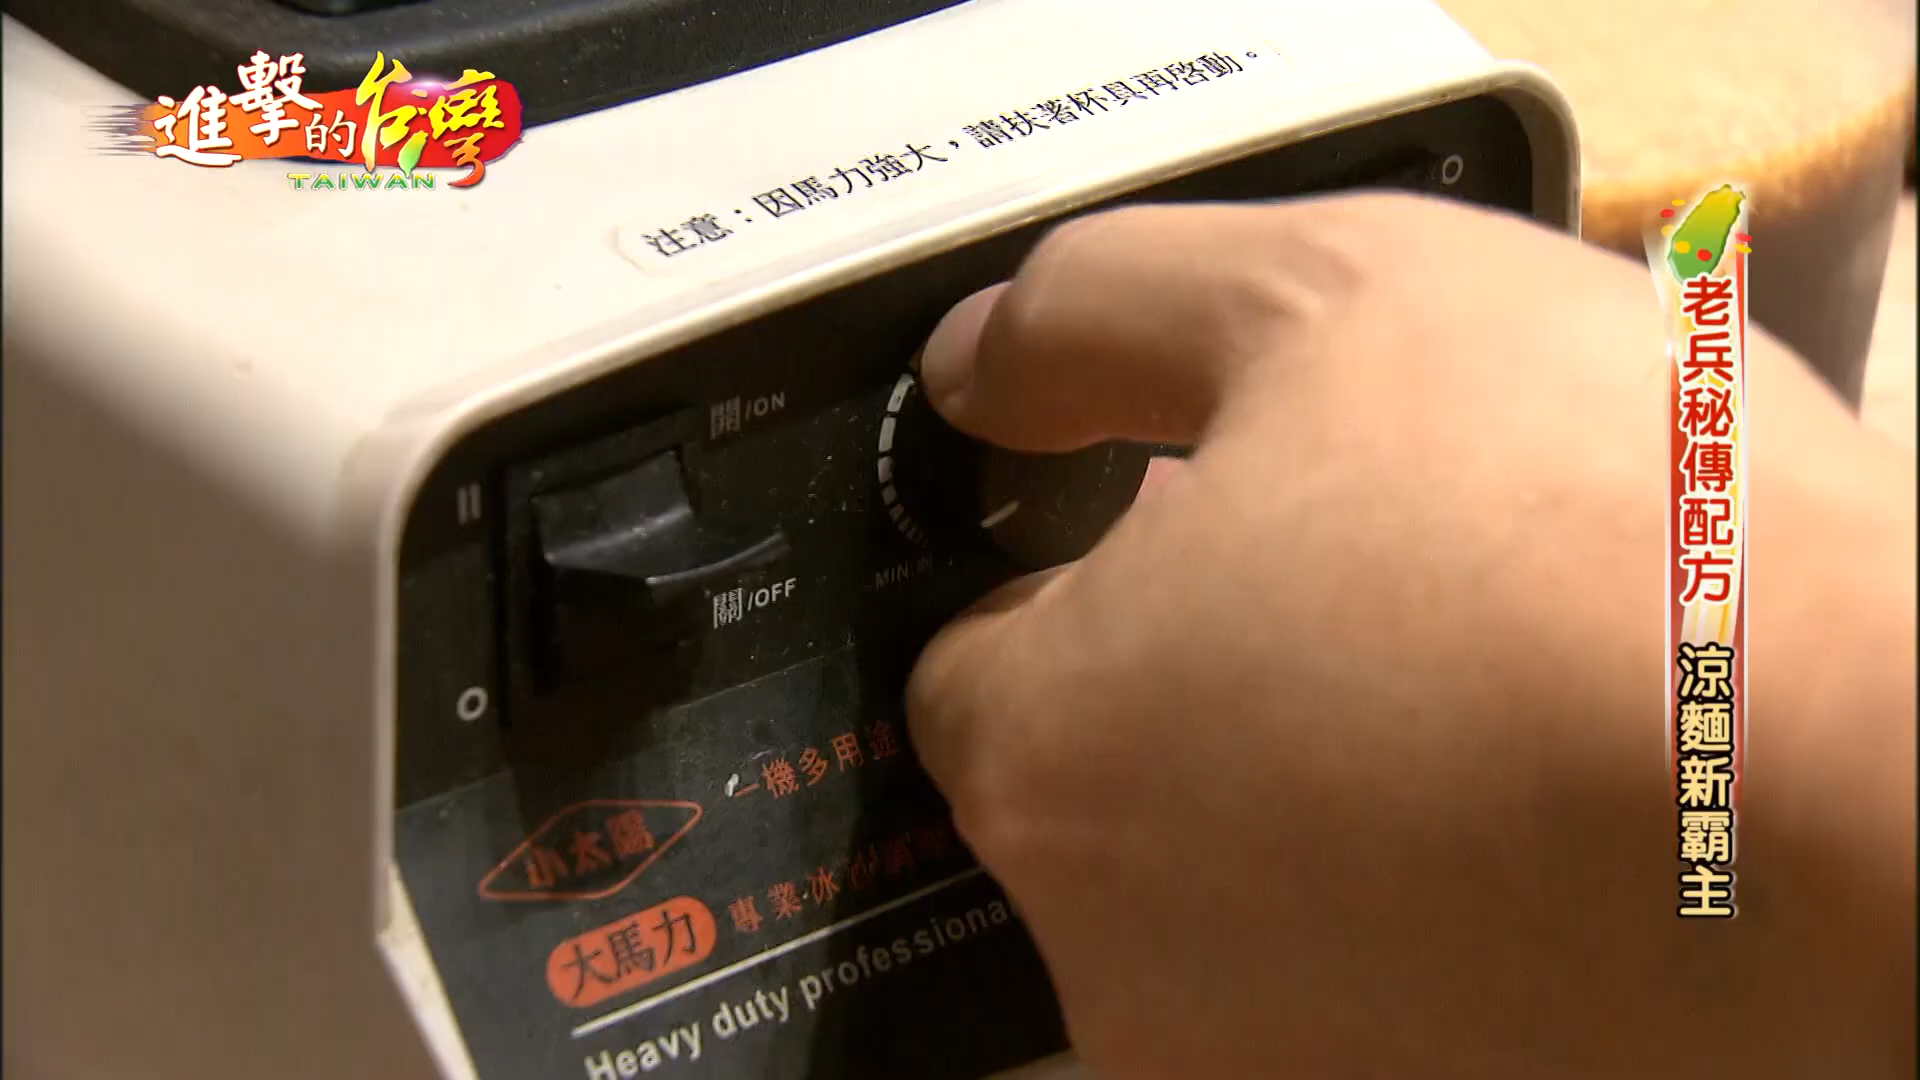 進擊的台灣
TAIWAN
注意：因馬力強大，請扶著杯具再啓動。
開/ON
關/OFF
MIN
小太陽
一機多用途
大馬力
專業冰沙
Heavy duty professional
老兵秘傳配方
涼麵新霸主